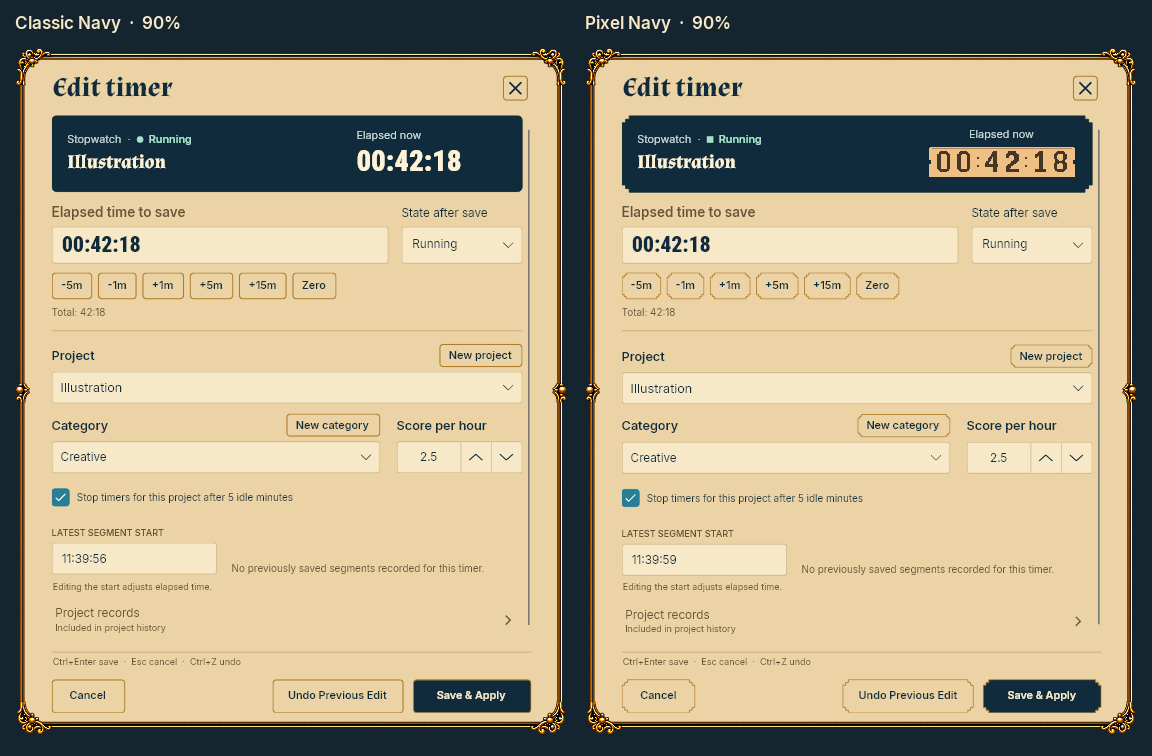 Classic Navy · 90%
Edit timer
Stopwatch · Running
Illustration
Elapsed now
00:42:18
Elapsed time to save
State after save
00:42:18
Running
-5m
-1m
+1m
+5m
+15m
Zero
Total: 42:18
Project
New project
Illustration
Category
New category
Score per hour
Creative
2.5
Stop timers for this project after 5 idle minutes
LATEST SEGMENT START
11:39:56
No previously saved segments recorded for this timer.
Editing the start adjusts elapsed time.
Project records
Included in project history
Ctrl+Enter save · Esc cancel · Ctrl+Z undo
Cancel
Undo Previous Edit
Save & Apply
Pixel Navy · 90%
Edit timer
Stopwatch · Running
Illustration
Elapsed now
00:42:18
Elapsed time to save
State after save
00:42:18
Running
-5m
-1m
+1m
+5m
+15m
Zero
Total: 42:18
Project
New project
Illustration
Category
New category
Score per hour
Creative
2.5
Stop timers for this project after 5 idle minutes
LATEST SEGMENT START
11:39:59
No previously saved segments recorded for this timer.
Editing the start adjusts elapsed time.
Project records
Included in project history
Ctrl+Enter save · Esc cancel · Ctrl+Z undo
Cancel
Undo Previous Edit
Save & Apply